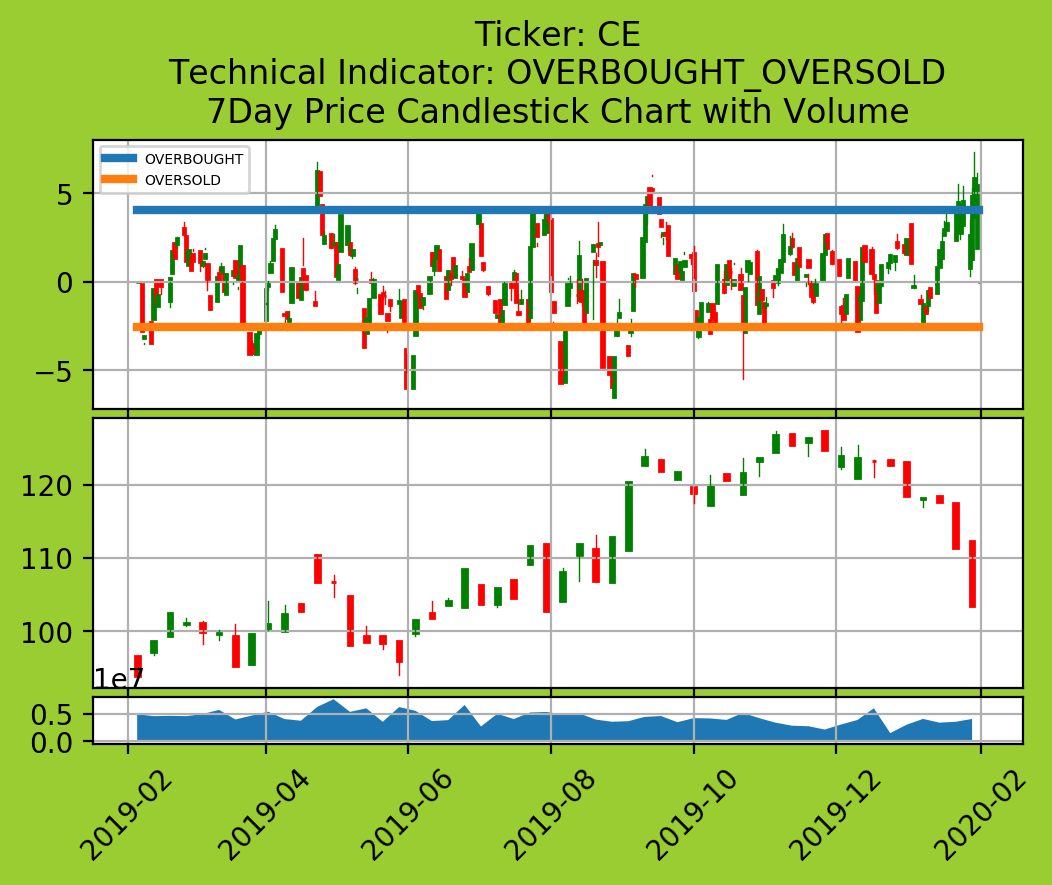 Ticker: CE
Technical Indicator: OVERBOUGHT_OVERSOLD
7Day Price Candlestick Chart with Volume
OVERBOUGHT
OVERSOLD
5
0
−5
120
110
100
1e7
0.5
0.0
2019-02
2019-04
2019-06
2019-08
2019-10
2019-12
2020-02